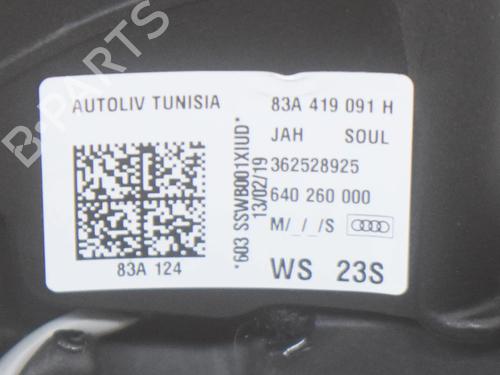 B-PARTS
AUTOLIV TUNISIA
83A 124
*603 SSWB001XIUD*
13/02/19
83A 419 091 H
JAH SOUL
362528925
640 260 000
M/_/_/S
WS 23S